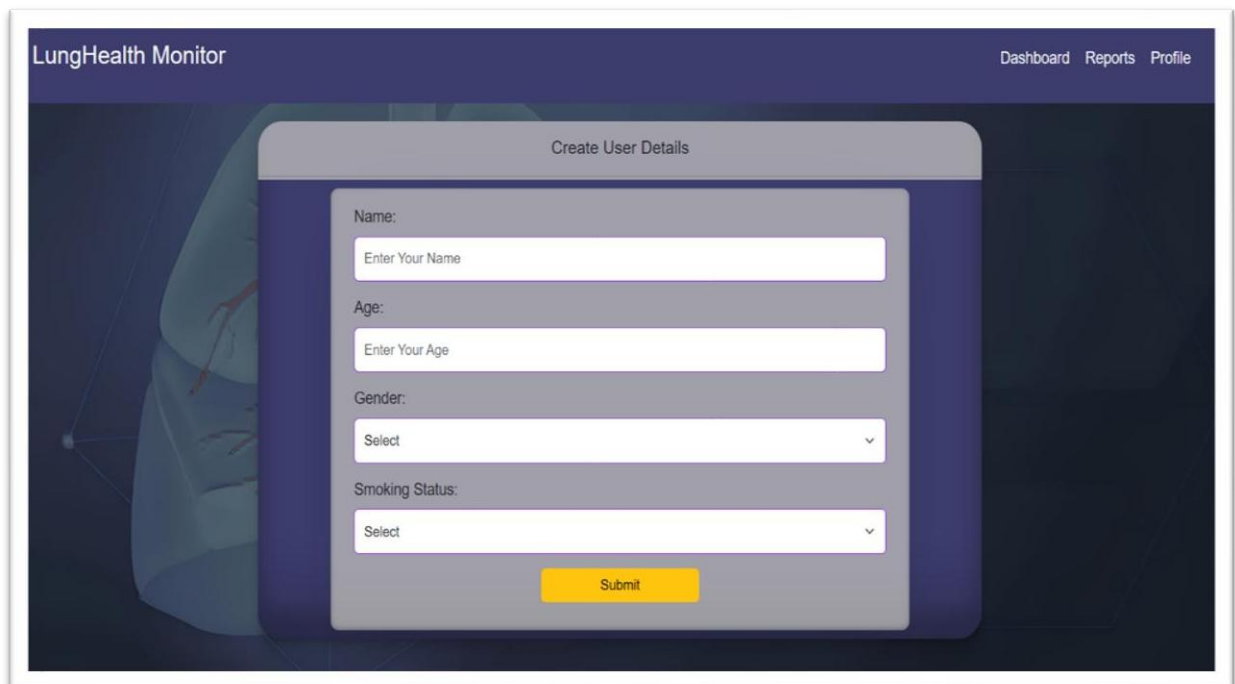 LungHealth Monitor
Dashboard Reports Profile
Create User Details
Name:
Enter Your Name
Age:
Enter Your Age
Gender:
Select
Smoking Status:
Select
Submit